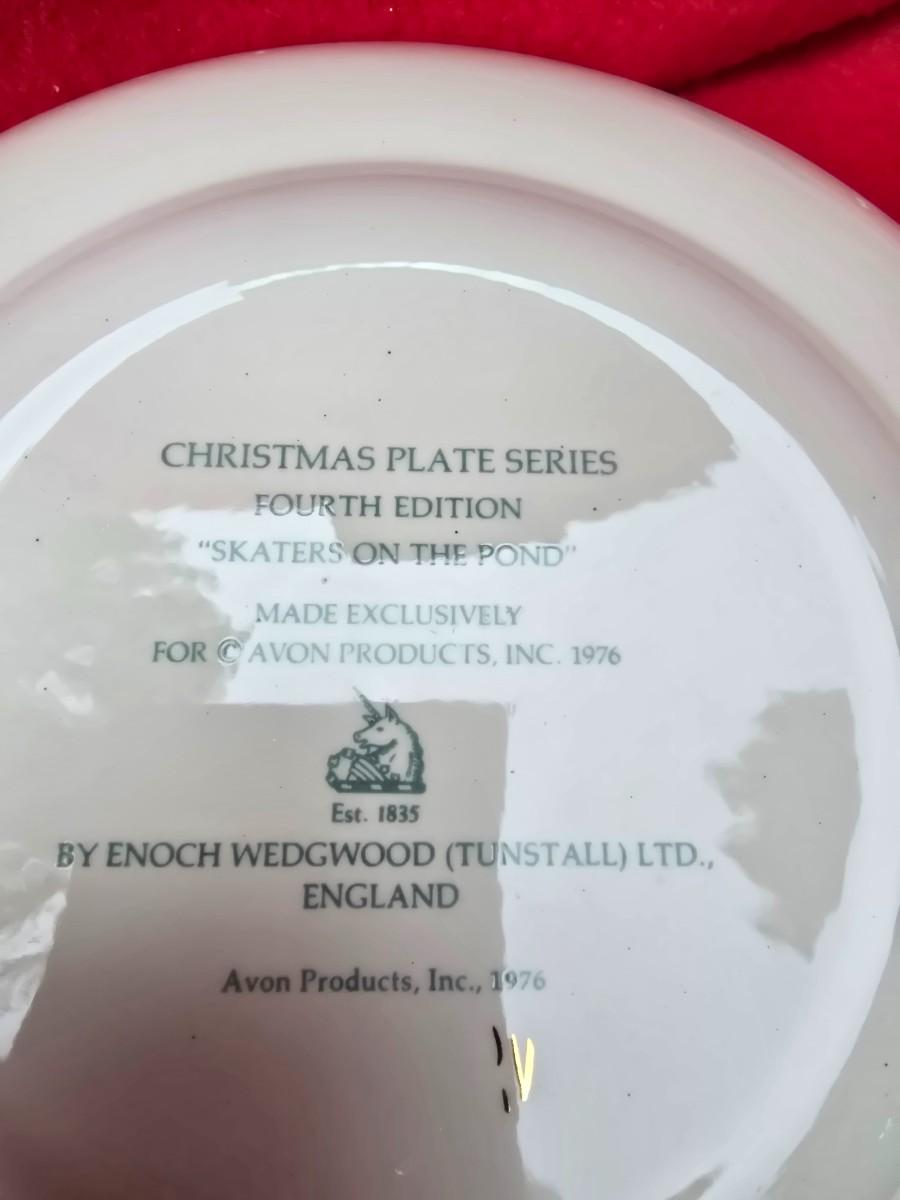 CHRISTMAS PLATE SERIES
FOURTH EDITION
"SKATERS ON THE POND"
MADE EXCLUSIVELY
FOR © AVON PRODUCTS, INC. 1976
Est. 1835
BY ENOCH WEDGWOOD (TUNSTALL) LTD.,
ENGLAND
Avon Products, Inc., 1976